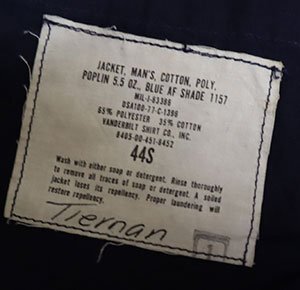 JACKET, MAN'S, COTTON, POLY,
POPLIN 5.5 OZ., BLUE AF SHADE 1157
MIL-J-83386
DSA100-77-C-1396
65% POLYESTER 35% COTTON
VANDERBILT SHIRT CO., INC.
8405-00-451-8452
44S
Wash with either soap or detergent. Rinse thoroughly
to remove all traces of soap or detergent. A soiled
jacket loses its repellency. Proper laundering will
restore repellency.
Tiernan